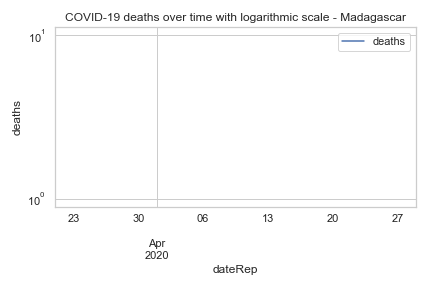 COVID-19 deaths over time with logarithmic scale - Madagascar
deaths
10¹
deaths
10⁰
23 30 06 13 20 27
Apr
2020
dateRep